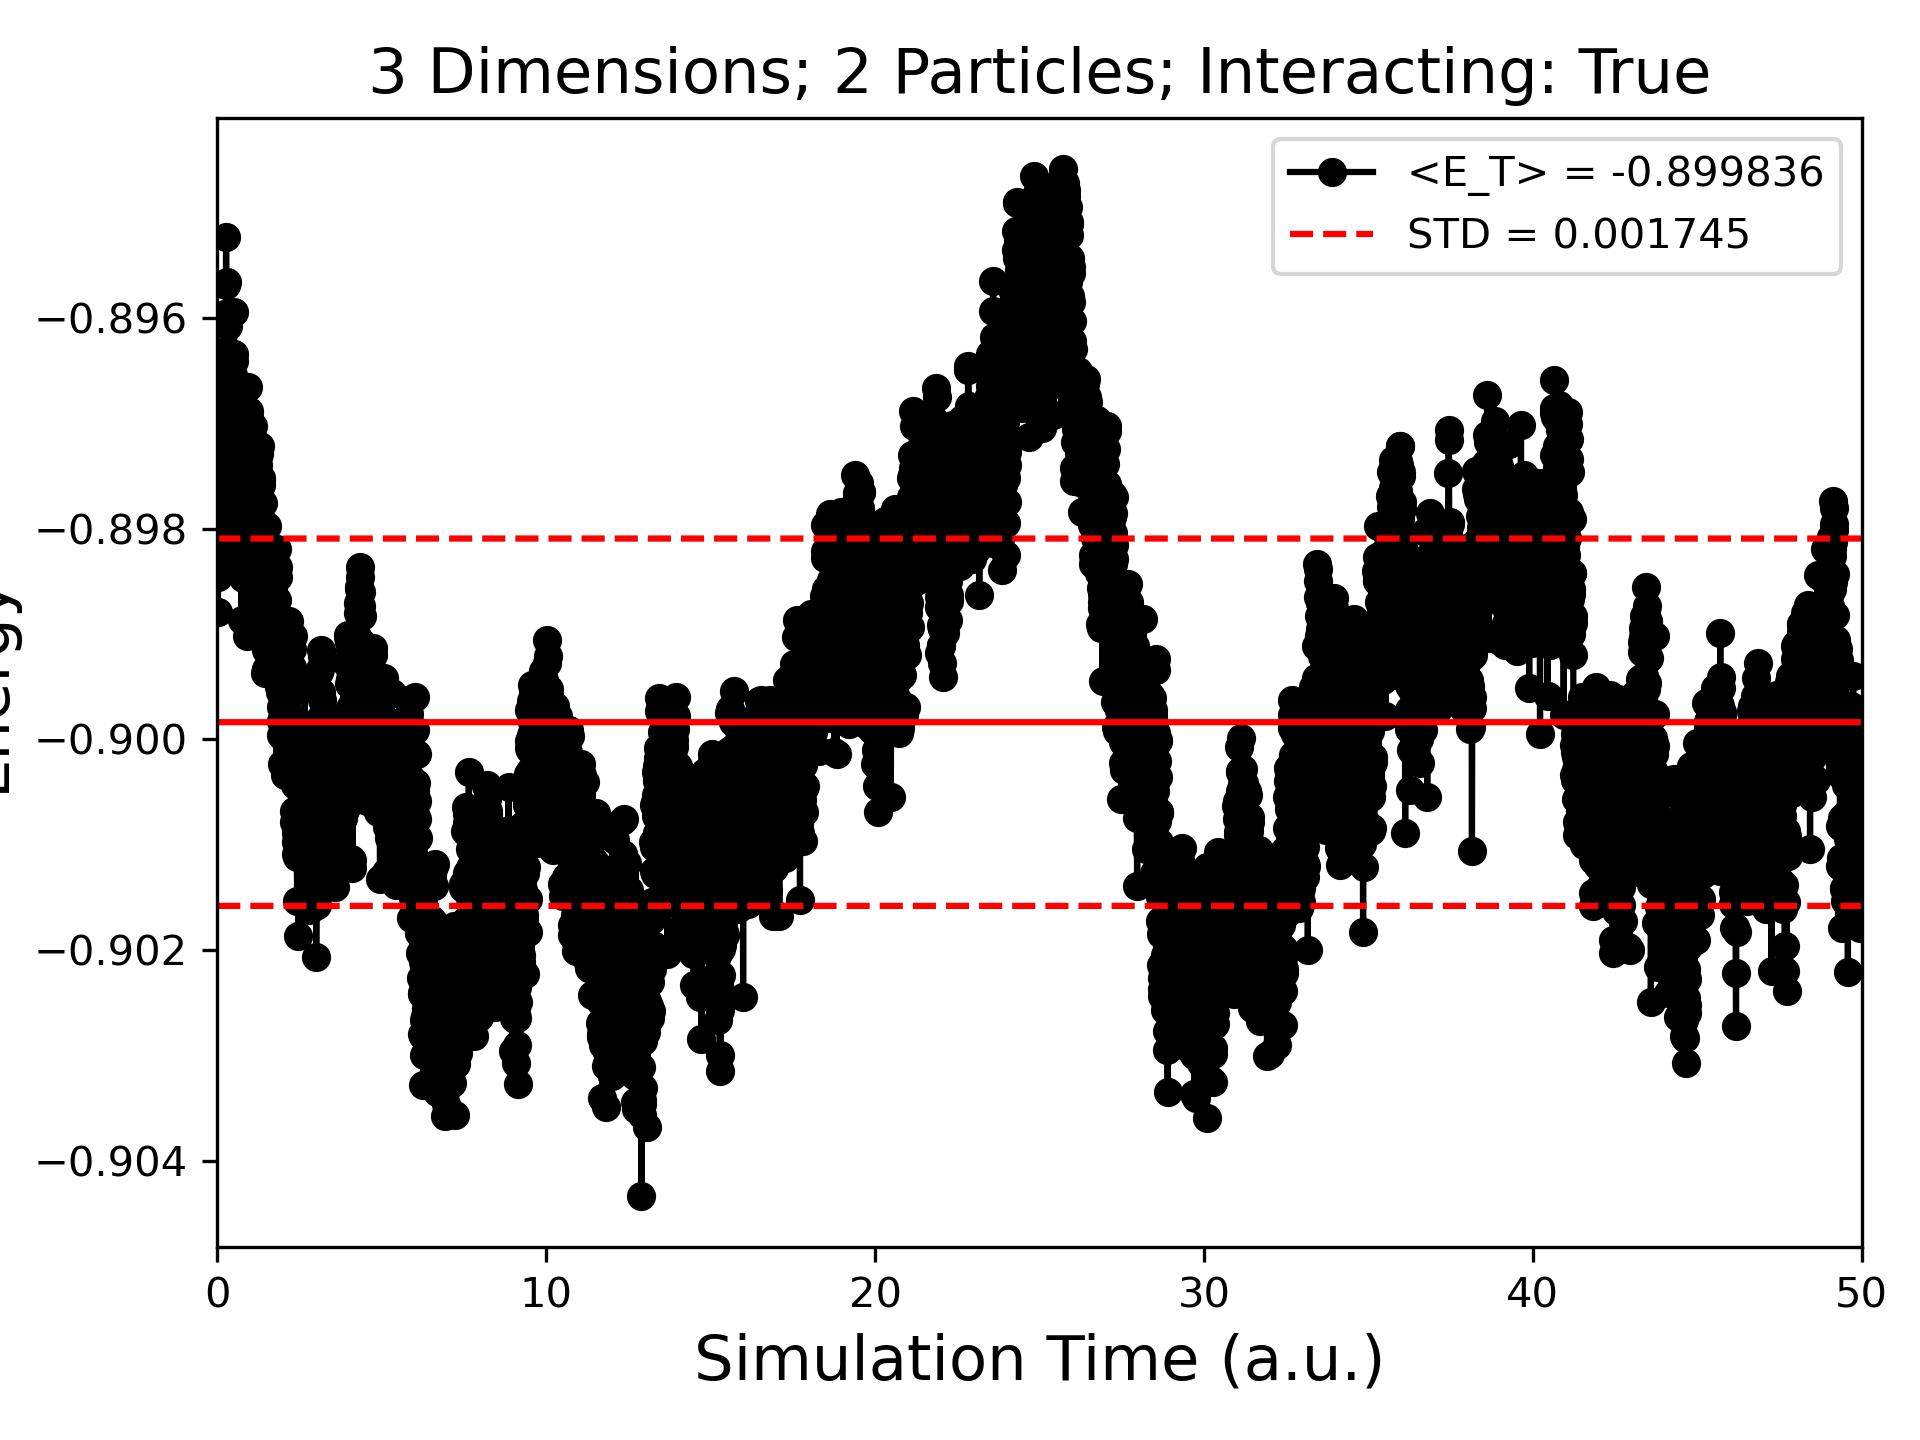 3 Dimensions; 2 Particles; Interacting: True
<E_T> = -0.899836
STD = 0.001745
Energy
−0.896
−0.898
−0.900
−0.902
−0.904
0 10 20 30 40 50
Simulation Time (a.u.)